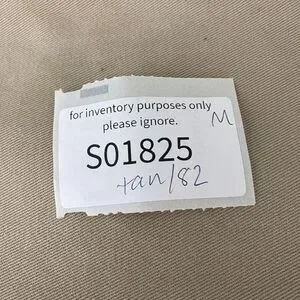 for inventory purposes only
please ignore.
M
S01825
tan/82